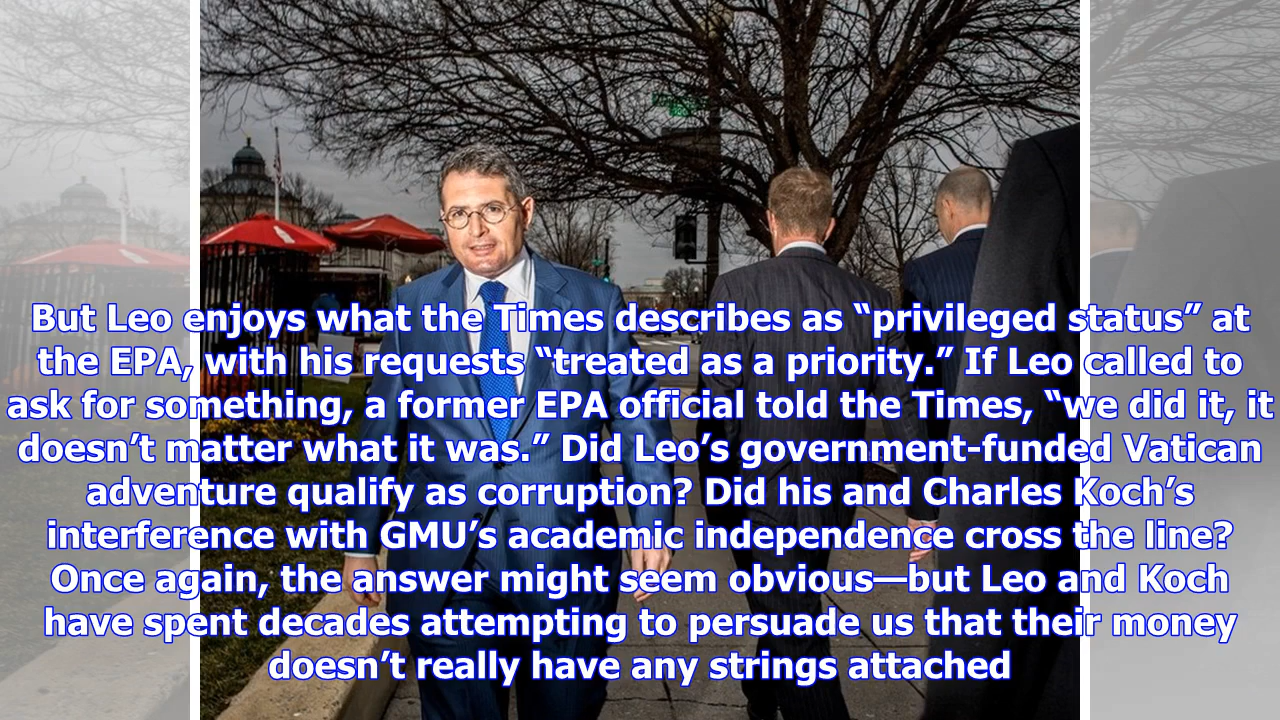 But Leo enjoys what the Times describes as “privileged status” at
the EPA, with his requests “treated as a priority.” If Leo called to
ask for something, a former EPA official told the Times, “we did it, it
doesn’t matter what it was.” Did Leo’s government-funded Vatican
adventure qualify as corruption? Did his and Charles Koch’s
interference with GMU’s academic independence cross the line?
Once again, the answer might seem obvious—but Leo and Koch
have spent decades attempting to persuade us that their money
doesn’t really have any strings attached